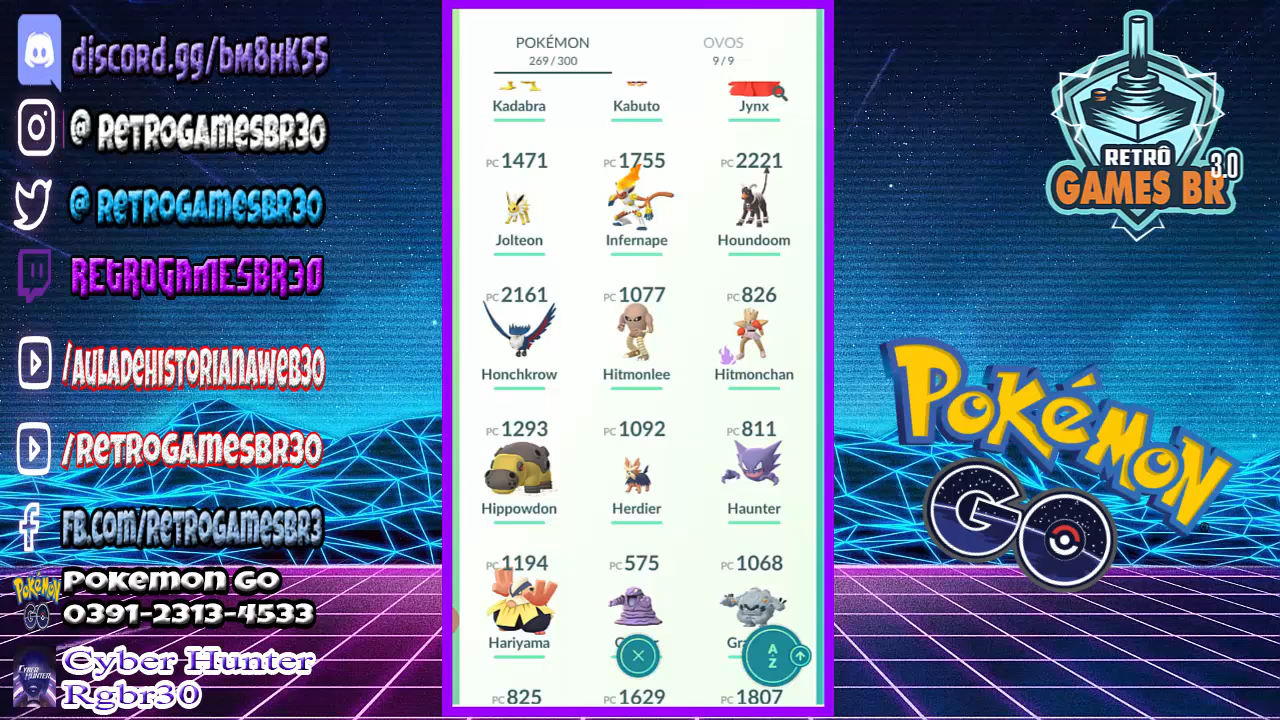 discord.gg/bm8HK55
@ RetroGamesBR30
@ RetroGamesBR30
RetroGamesBR30
/AulaDeHistoriaNaWeb30
/RetroGamesBR30
FB.com/RetroGamesBR3
Pokemon GO
0391-2313-4533
Cyber Hunter
Rgbr30
POKÉMON OVOS
269 / 300 9 / 9
Kadabra Kabuto Jynx
PC 1471 PC 1755 PC 2221
Jolteon Infernape Houndoom
PC 2161 PC 1077 PC 826
Honchkrow Hitmonlee Hitmonchan
PC 1293 PC 1092 PC 811
Hippowdon Herdier Haunter
PC 1194 PC 575 PC 1068
Hariyama
A
Z
PC 825 PC 1629 PC 1807
RETRÔ
GAMES BR 3.0
POKÉMON
GO